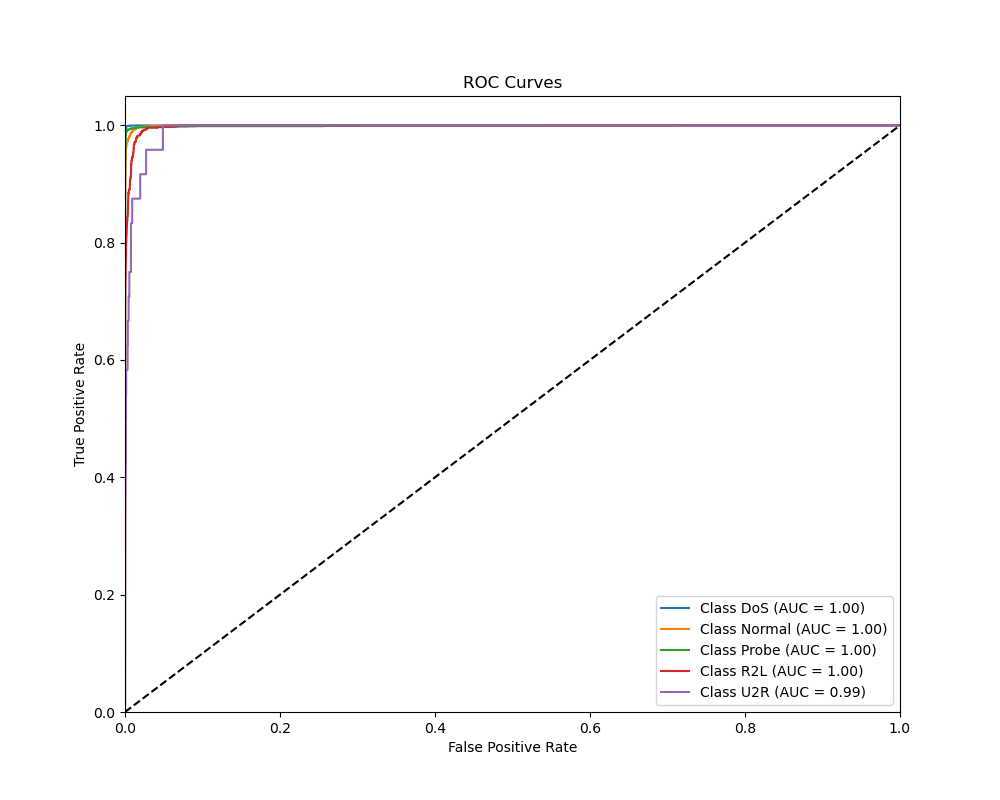 ROC Curves
1.0
0.8
0.6
0.4
0.2
0.0
True Positive Rate
0.0 0.2 0.4 0.6 0.8 1.0
False Positive Rate
Class DoS (AUC = 1.00)
Class Normal (AUC = 1.00)
Class Probe (AUC = 1.00)
Class R2L (AUC = 1.00)
Class U2R (AUC = 0.99)